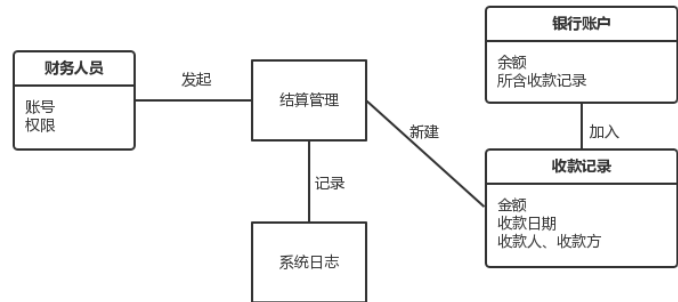 财务人员
账号
权限
发起
结算管理
记录
系统日志
新建
银行账户
余额
所含收款记录
加入
收款记录
金额
收款日期
收款人、收款方